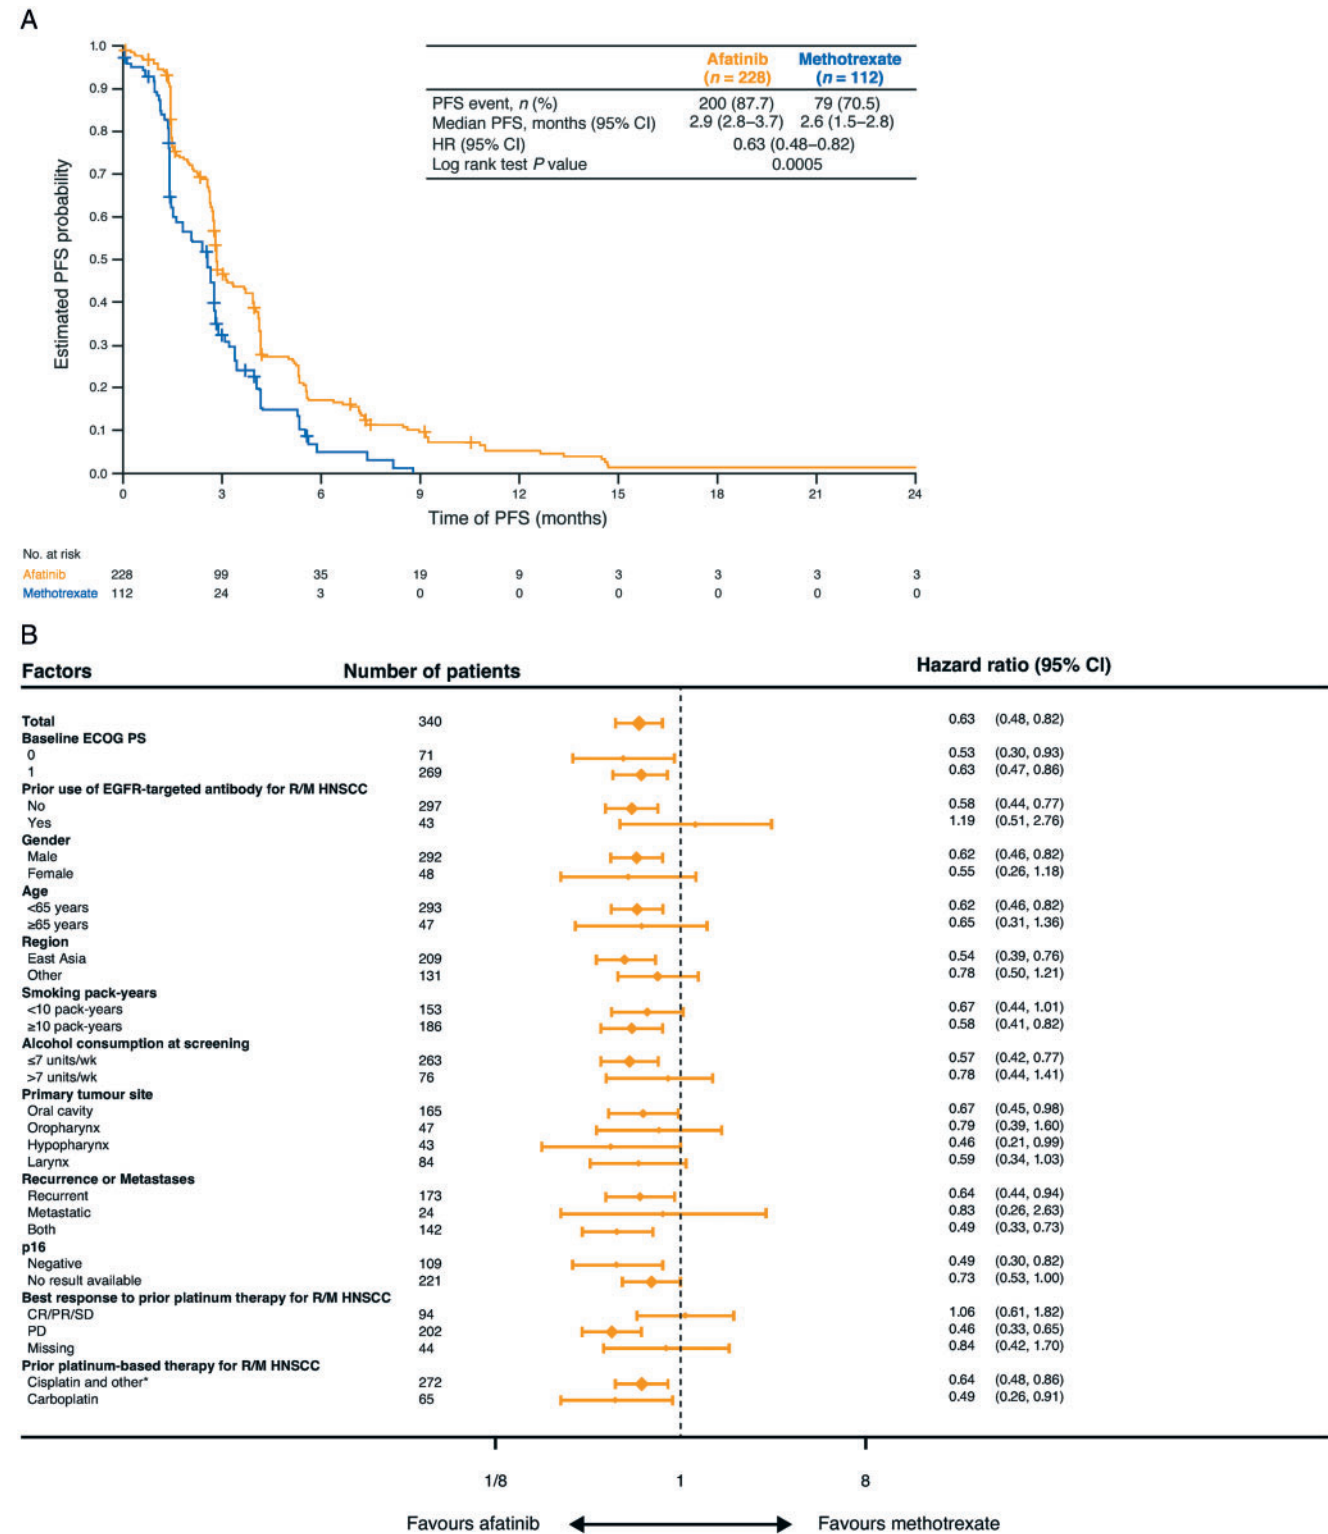 A
Afatinib Methotrexate
(n = 228) (n = 112)
PFS event, n (%) 200 (87.7) 79 (70.5)
Median PFS, months (95% CI) 2.9 (2.8–3.7) 2.6 (1.5–2.8)
HR (95% CI) 0.63 (0.48–0.82)
Log rank test P value 0.0005
Estimated PFS probability
1.0
0.9
0.8
0.7
0.6
0.5
0.4
0.3
0.2
0.1
0.0
0 3 6 9 12 15 18 21 24
Time of PFS (months)
No. at risk
Afatinib 228 99 35 19 9 3 3 3 3
Methotrexate 112 24 3 0 0 0 0 0 0
B
Factors Number of patients Hazard ratio (95% CI)
Total 340 0.63 (0.48, 0.82)
Baseline ECOG PS
0 71 0.53 (0.30, 0.93)
1 269 0.63 (0.47, 0.86)
Prior use of EGFR-targeted antibody for R/M HNSCC
No 297 0.58 (0.44, 0.77)
Yes 43 1.19 (0.51, 2.76)
Gender
Male 292 0.62 (0.46, 0.82)
Female 48 0.55 (0.26, 1.18)
Age
<65 years 293 0.62 (0.46, 0.82)
≥65 years 47 0.65 (0.31, 1.36)
Region
East Asia 209 0.54 (0.39, 0.76)
Other 131 0.78 (0.50, 1.21)
Smoking pack-years
<10 pack-years 153 0.67 (0.44, 1.01)
≥10 pack-years 186 0.58 (0.41, 0.82)
Alcohol consumption at screening
≤7 units/wk 263 0.57 (0.42, 0.77)
>7 units/wk 76 0.78 (0.44, 1.41)
Primary tumour site
Oral cavity 165 0.67 (0.45, 0.98)
Oropharynx 47 0.79 (0.39, 1.60)
Hypopharynx 43 0.46 (0.21, 0.99)
Larynx 84 0.59 (0.34, 1.03)
Recurrence or Metastases
Recurrent 173 0.64 (0.44, 0.94)
Metastatic 24 0.83 (0.26, 2.63)
Both 142 0.49 (0.33, 0.73)
p16
Negative 109 0.49 (0.30, 0.82)
No result available 221 0.73 (0.53, 1.00)
Best response to prior platinum therapy for R/M HNSCC
CR/PR/SD 94 1.06 (0.61, 1.82)
PD 202 0.46 (0.33, 0.65)
Missing 44 0.84 (0.42, 1.70)
Prior platinum-based therapy for R/M HNSCC
Cisplatin and other* 272 0.64 (0.48, 0.86)
Carboplatin 65 0.49 (0.26, 0.91)
1/8 1 8
Favours afatinib Favours methotrexate